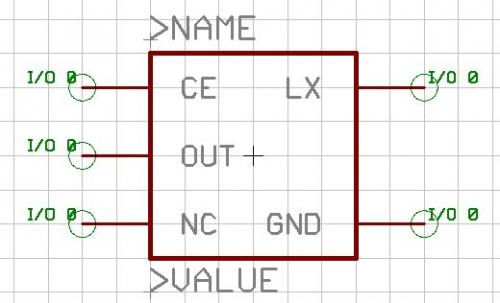 >NAME
I/O 0 CE LX I/O 0
I/O 0 OUT
I/O 0 NC GND I/O 0
>VALUE